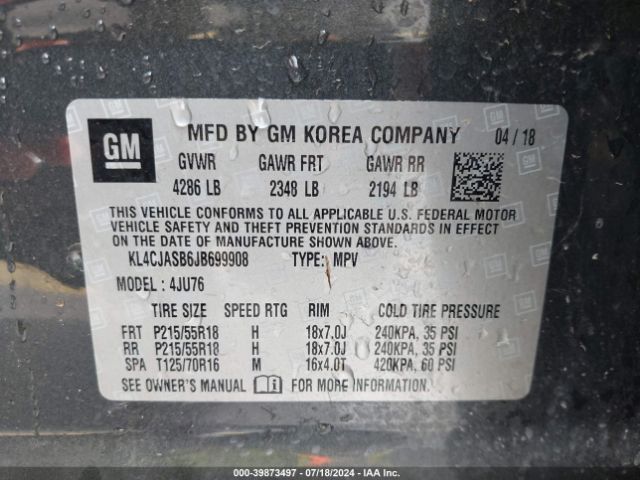 GM
MFD BY GM KOREA COMPANY 04 / 18
GVWR GAWR FRT GAWR RR
4286 LB 2348 LB 2194 LB
THIS VEHICLE CONFORMS TO ALL APPLICABLE U.S. FEDERAL MOTOR
VEHICLE SAFETY AND THEFT PREVENTION STANDARDS IN EFFECT
ON THE DATE OF MANUFACTURE SHOWN ABOVE.
KL4CJASB6JB699908 TYPE: MPV
MODEL : 4JU76
TIRE SIZE SPEED RTG RIM COLD TIRE PRESSURE
FRT P215/55R18 H 18x7.0J 240KPA, 35 PSI
RR P215/55R18 H 18x7.0J 240KPA, 35 PSI
SPA T125/70R16 M 16x4.0T 420KPA, 60 PSI
SEE OWNER'S MANUAL FOR MORE INFORMATION.
000-39873497 - 07/18/2024 - IAA Inc.